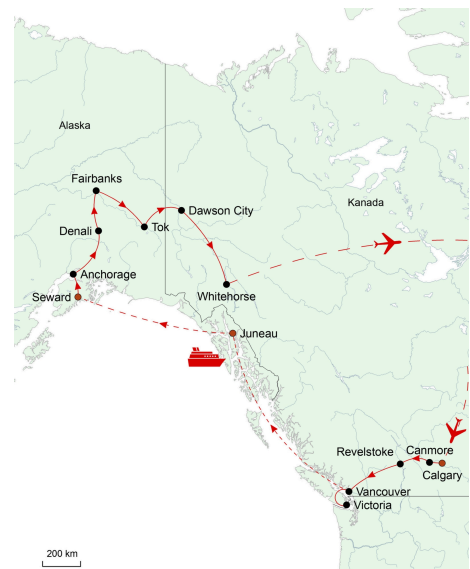 Alaska
Fairbanks
Dawson City
Kanada
Denali
Tok
Anchorage
Whitehorse
Seward
Juneau
Revelstoke
Canmore
Calgary
Vancouver
Victoria
200 km